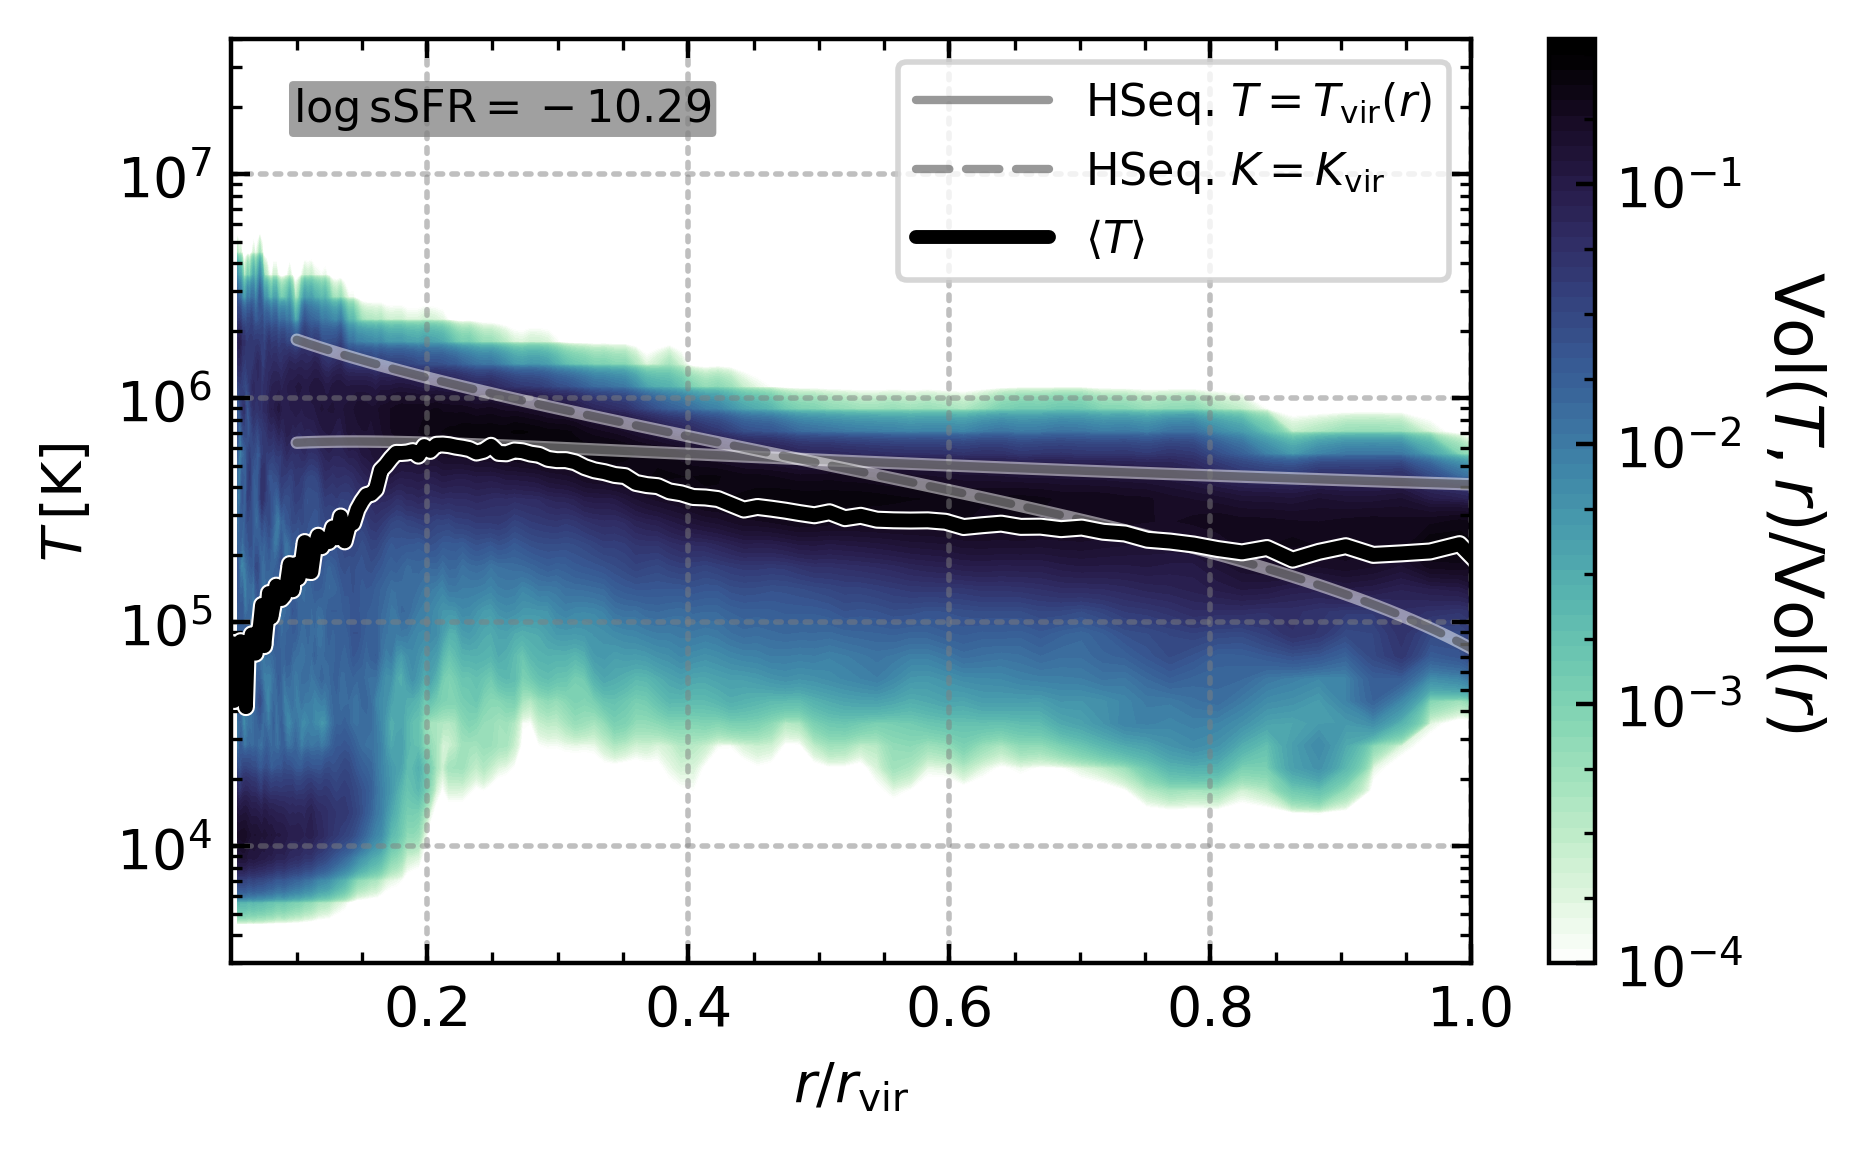 log sSFR = −10.29
HSeq. T = T_vir(r)
HSeq. K = K_vir
⟨T⟩
10^7
10^6
10^5
10^4
T [K]
0.2 0.4 0.6 0.8 1.0
r/r_vir
10^−1
10^−2
10^−3
10^−4
Vol(T, r)/Vol(r)